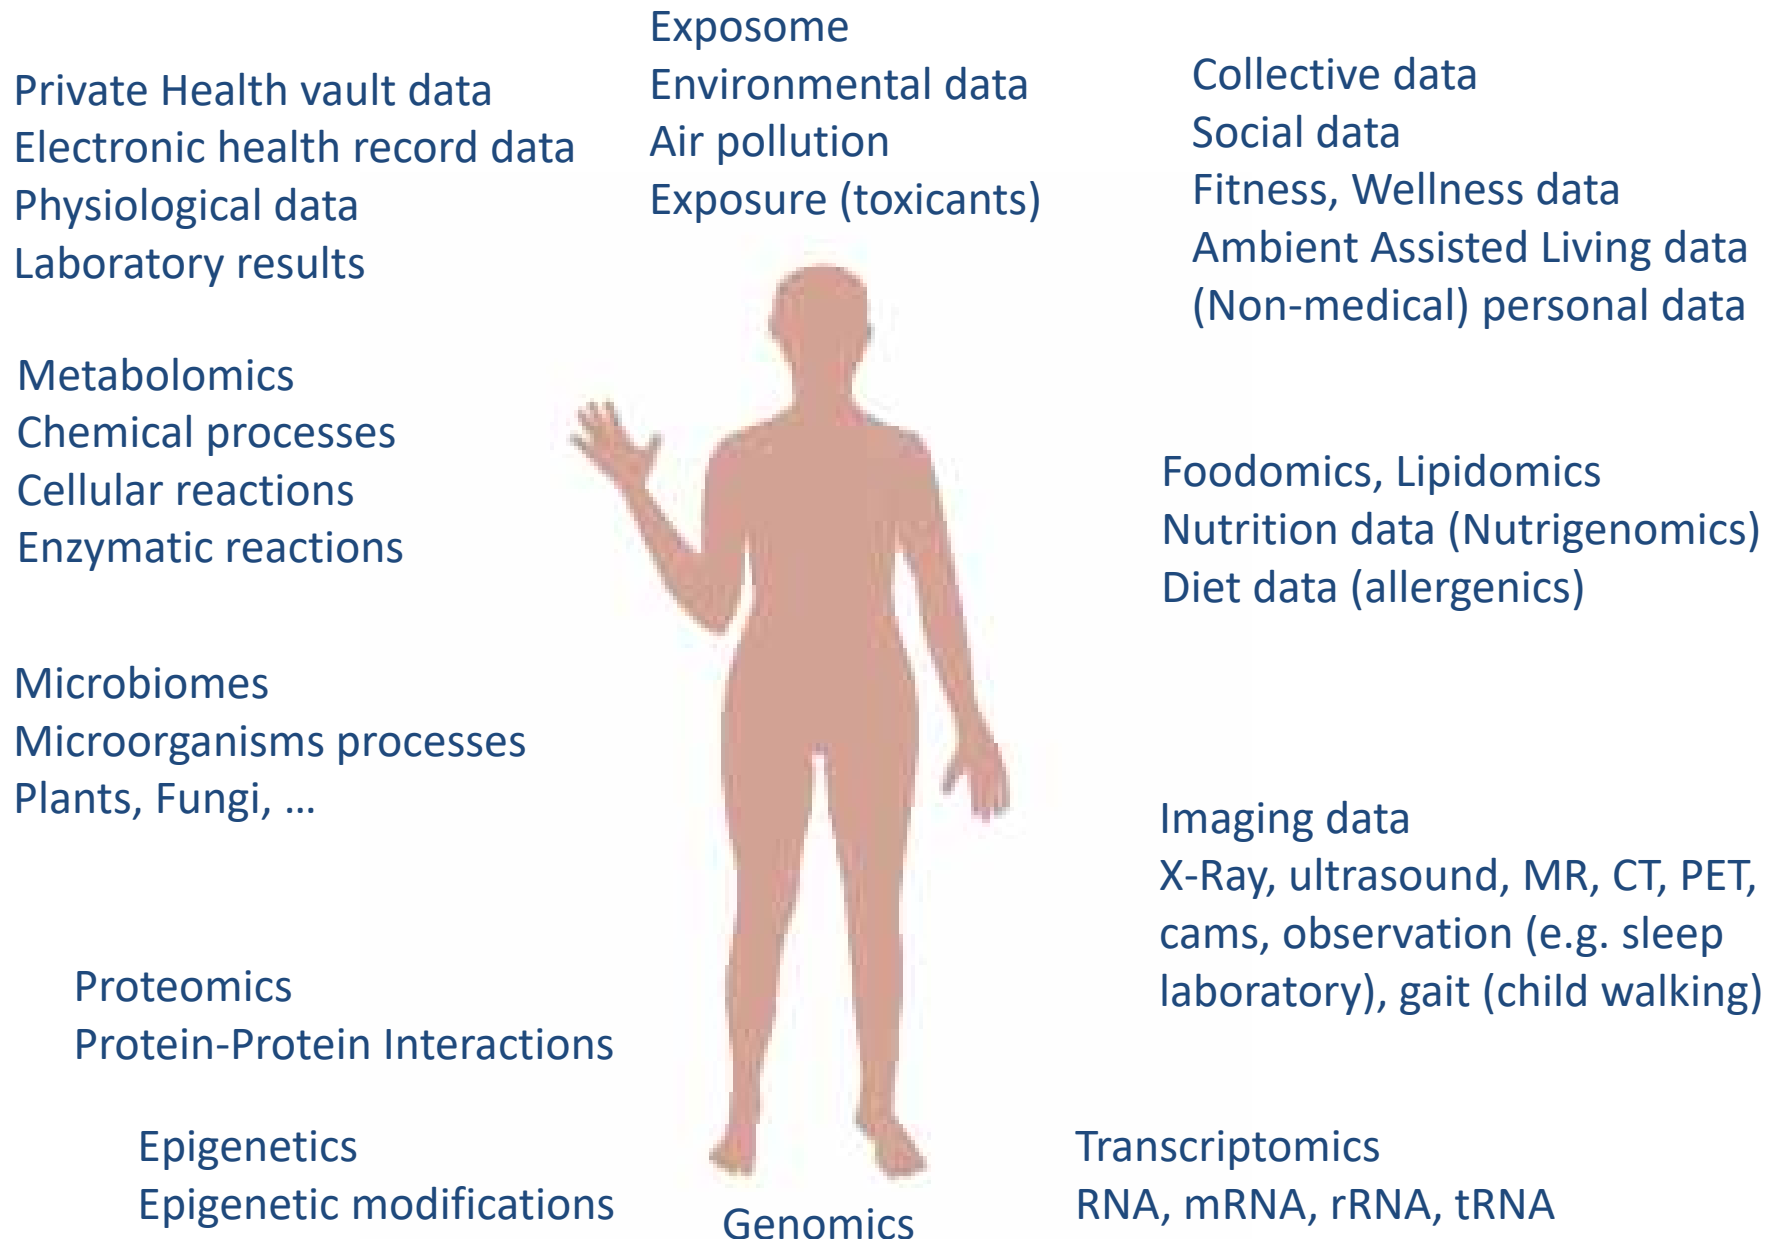 Exposome
Environmental data
Air pollution
Exposure (toxicants)
Private Health vault data
Electronic health record data
Physiological data
Laboratory results
Collective data
Social data
Fitness, Wellness data
Ambient Assisted Living data
(Non-medical) personal data
Metabolomics
Chemical processes
Cellular reactions
Enzymatic reactions
Foodomics, Lipidomics
Nutrition data (Nutrigenomics)
Diet data (allergenics)
Microbiomes
Microorganisms processes
Plants, Fungi, …
Imaging data
X-Ray, ultrasound, MR, CT, PET,
cams, observation (e.g. sleep
laboratory), gait (child walking)
Proteomics
Protein-Protein Interactions
Epigenetics
Epigenetic modifications
Genomics
Transcriptomics
RNA, mRNA, rRNA, tRNA